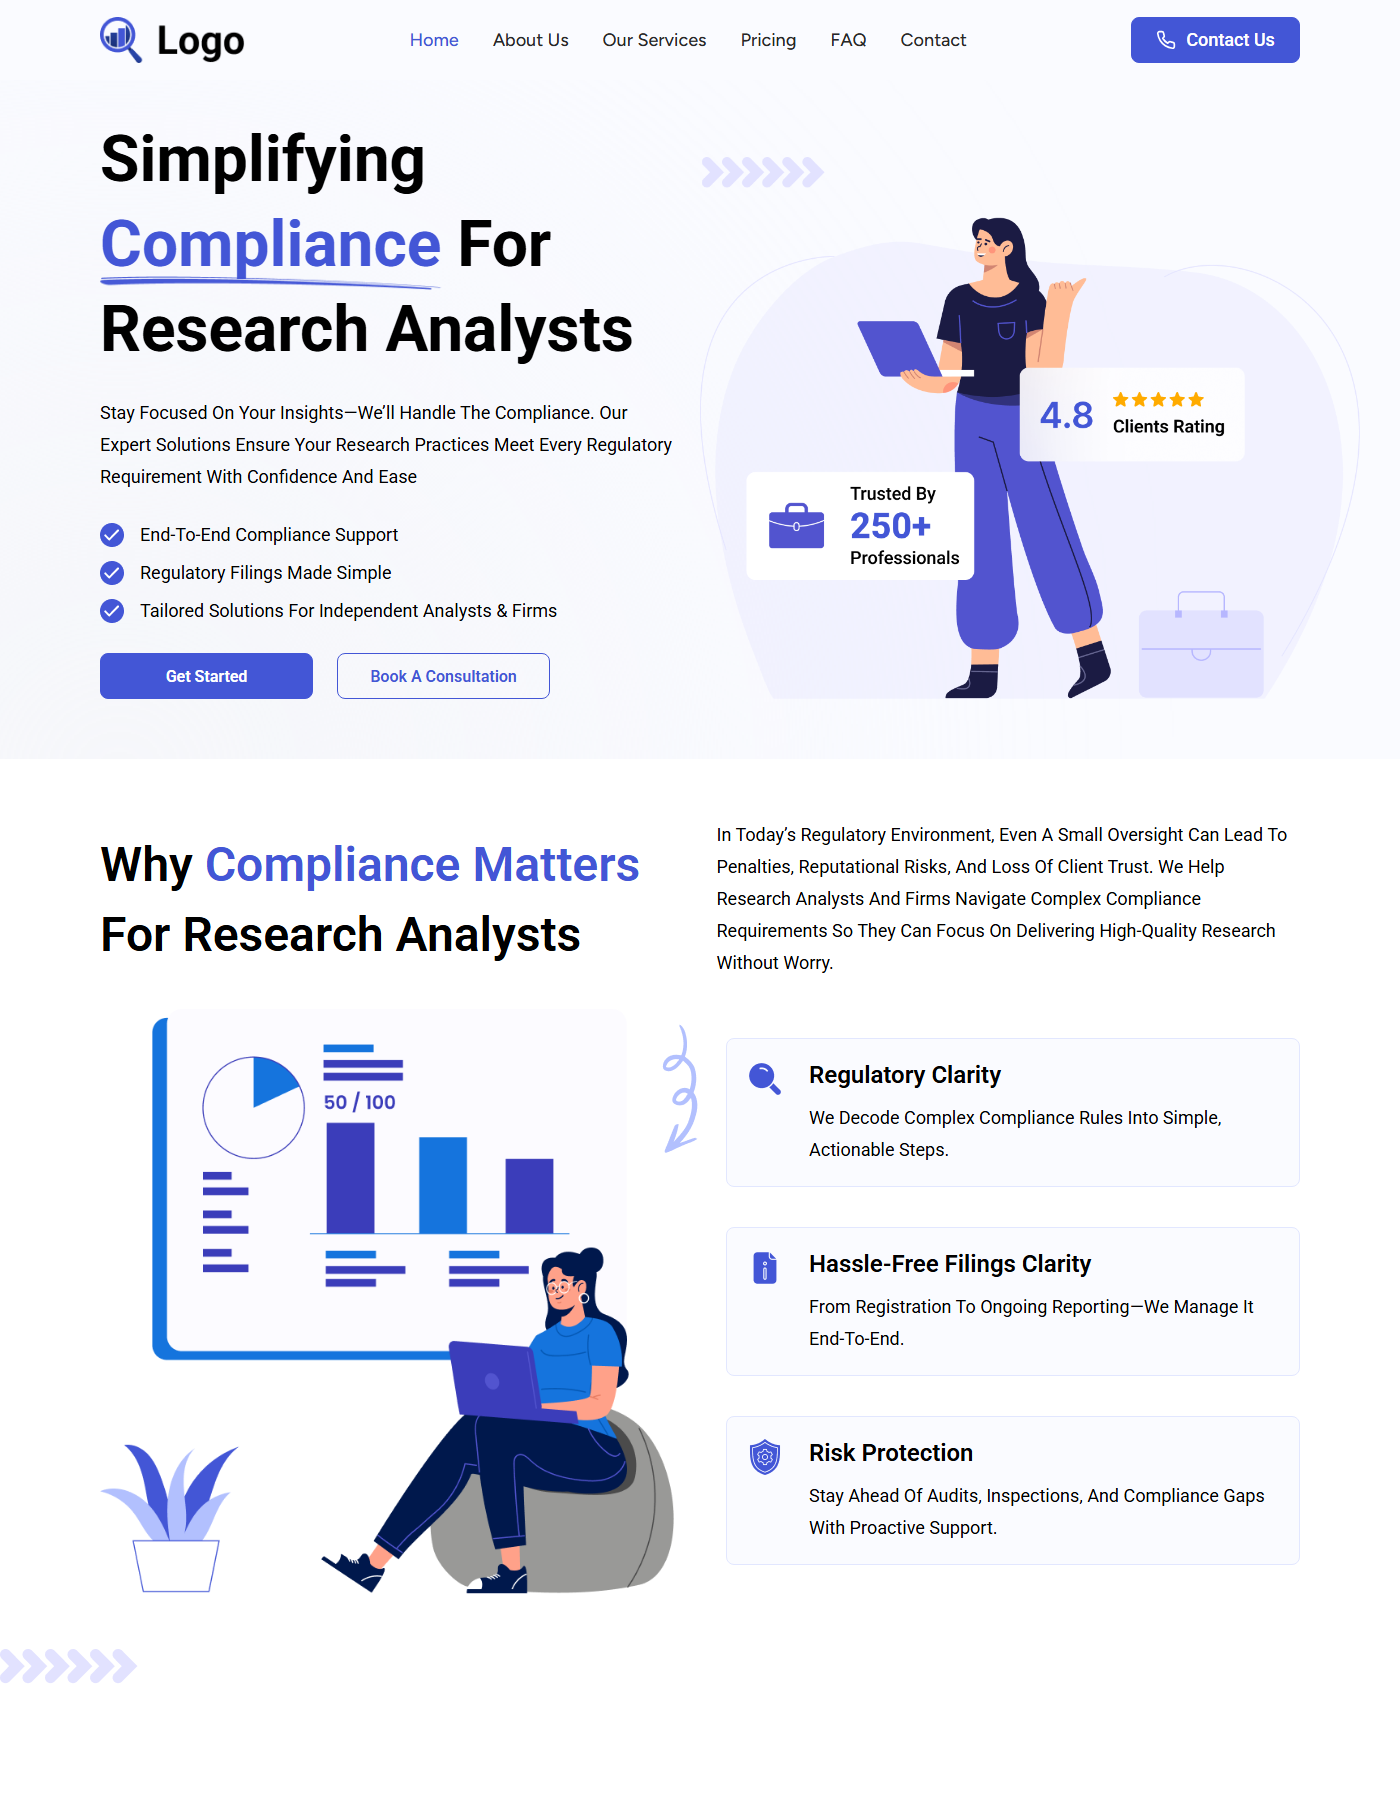 Logo
Home About Us Our Services Pricing FAQ Contact
Contact Us
Simplifying
Compliance For
Research Analysts
Stay Focused On Your Insights—We’ll Handle The Compliance. Our
Expert Solutions Ensure Your Research Practices Meet Every Regulatory
Requirement With Confidence And Ease
End-To-End Compliance Support
Regulatory Filings Made Simple
Tailored Solutions For Independent Analysts & Firms
Get Started
Book A Consultation
4.8
Clients Rating
Trusted By
250+
Professionals
Why Compliance Matters
For Research Analysts
In Today’s Regulatory Environment, Even A Small Oversight Can Lead To
Penalties, Reputational Risks, And Loss Of Client Trust. We Help
Research Analysts And Firms Navigate Complex Compliance
Requirements So They Can Focus On Delivering High-Quality Research
Without Worry.
50 / 100
Regulatory Clarity
We Decode Complex Compliance Rules Into Simple,
Actionable Steps.
Hassle-Free Filings Clarity
From Registration To Ongoing Reporting—We Manage It
End-To-End.
Risk Protection
Stay Ahead Of Audits, Inspections, And Compliance Gaps
With Proactive Support.